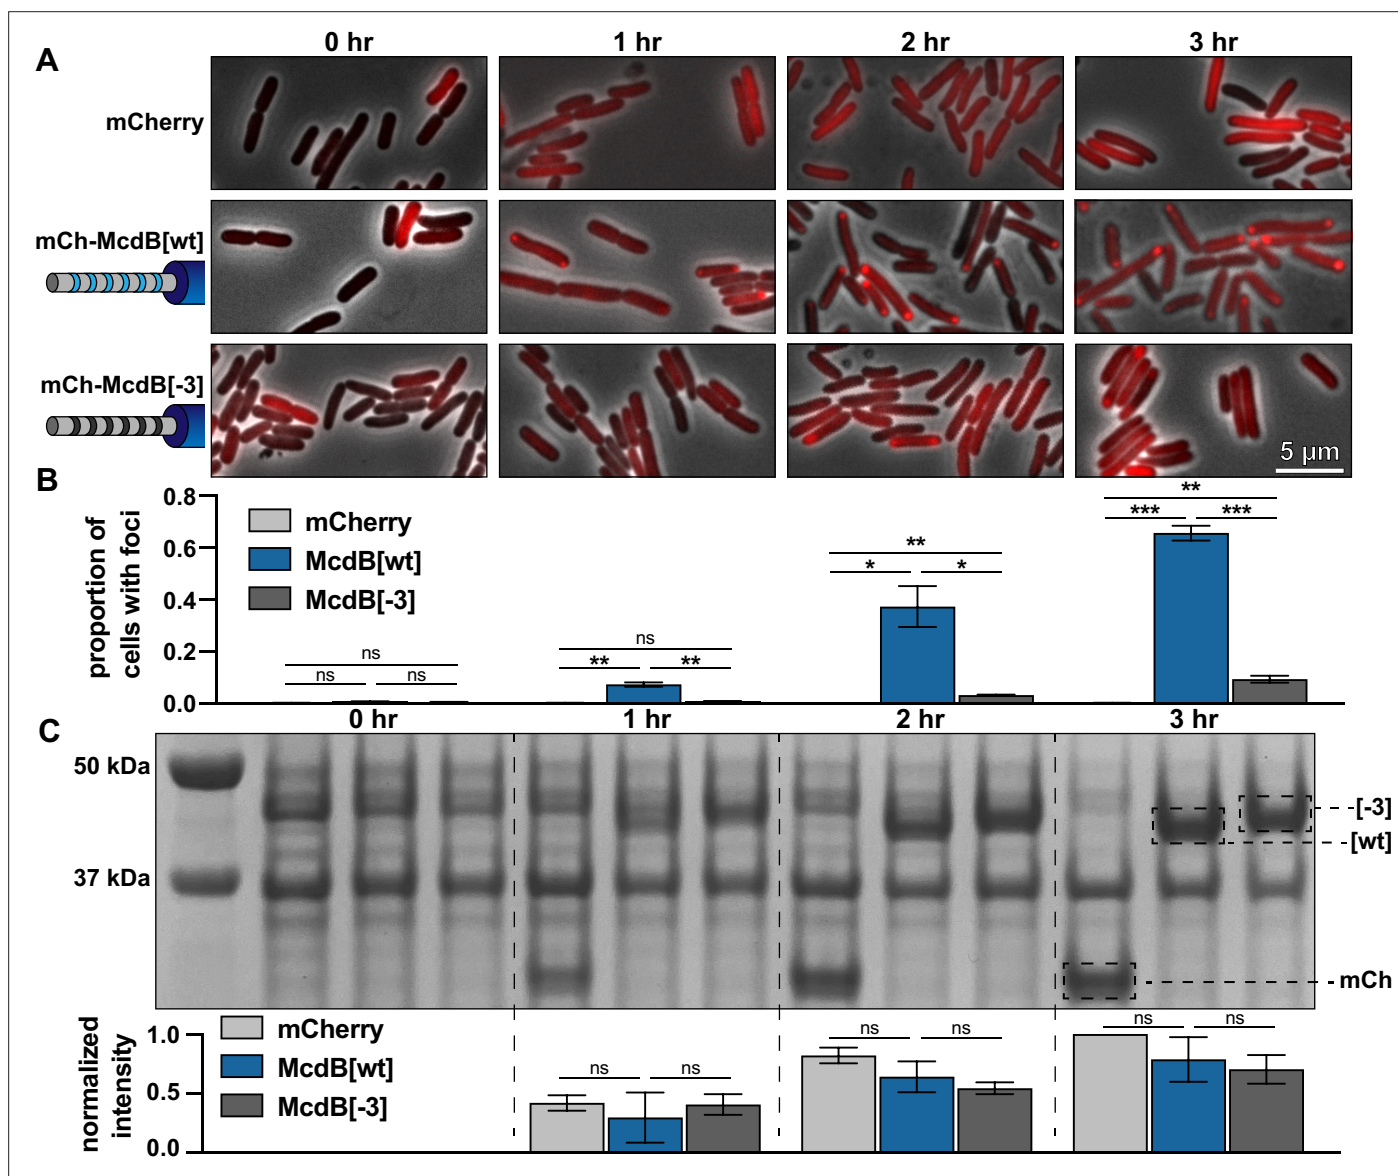 A
0 hr 1 hr 2 hr 3 hr
mCherry
mCh-McdB[wt]
mCh-McdB[-3]
5 µm
B
proportion of
cells with foci
0.8
0.6
0.4
0.2
0.0
mCherry
McdB[wt]
McdB[-3]
ns
ns ns
ns
** **
**
* *
**
*** ***
0 hr 1 hr 2 hr 3 hr
C
50 kDa
37 kDa
[-3]
[wt]
mCh
normalized
intensity
1.0
0.5
0.0
mCherry
McdB[wt]
McdB[-3]
ns ns
ns ns
ns ns